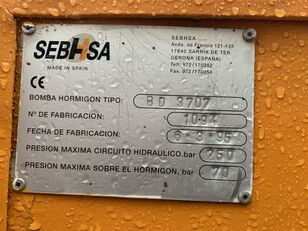 SEBHSA
MADE IN SPAIN
SEBHSA
Avda. de Francia
17840 SARRIA DE TER
GERONA (ESPAÑA)
CE
BOMBA HORMIGON TIPO: BD 3707
Nº DE FABRICACION: 1094
FECHA DE FABRICACION: 6-3-95
PRESION MAXIMA CIRCUITO HIDRAULICO, bar 250
PRESION MAXIMA SOBRE EL HORMIGON, bar 70